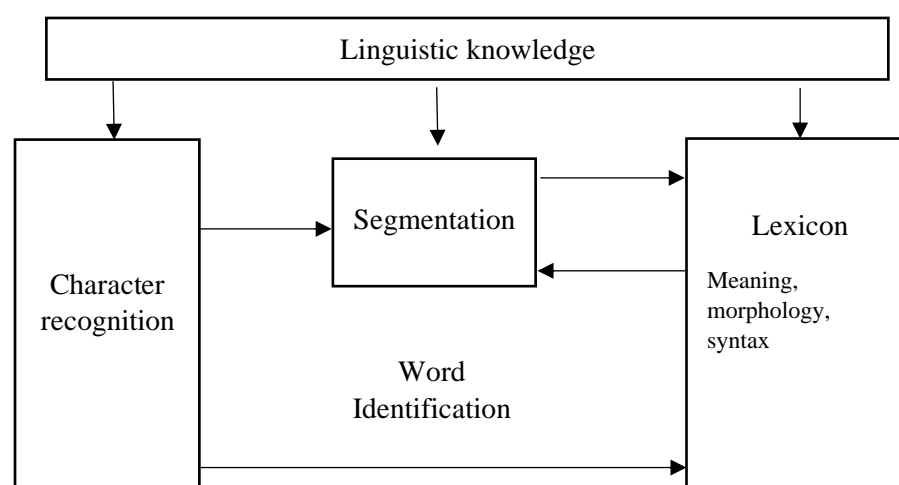 Linguistic knowledge
Segmentation
Lexicon
Character
recognition
Meaning,
morphology,
syntax
Word
Identification